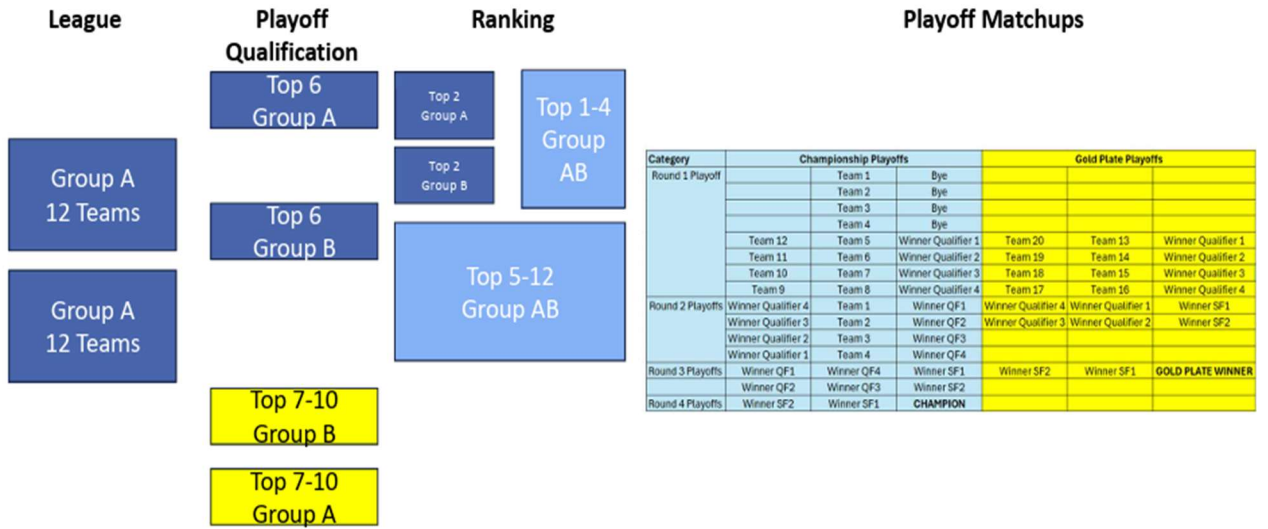 League
Playoff
Qualification
Ranking
Playoff Matchups
Group A
12 Teams
Group A
12 Teams
Top 6
Group A
Top 6
Group B
Top 7-10
Group B
Top 7-10
Group A
Top 2
Group A
Top 2
Group B
Top 1-4
Group
AB
Top 5-12
Group AB
Category Championship Playoffs Gold Plate Playoffs
Round 1 Playoff Team 1 Bye
Team 2 Bye
Team 3 Bye
Team 4 Bye
Team 12 Team 5 Winner Qualifier 1 Team 20 Team 13 Winner Qualifier 1
Team 11 Team 6 Winner Qualifier 2 Team 19 Team 14 Winner Qualifier 2
Team 10 Team 7 Winner Qualifier 3 Team 18 Team 15 Winner Qualifier 3
Team 9 Team 8 Winner Qualifier 4 Team 17 Team 16 Winner Qualifier 4
Round 2 Playoffs Winner Qualifier 4 Team 1 Winner QF1 Winner Qualifier 4 Winner Qualifier 1 Winner SF1
Winner Qualifier 3 Team 2 Winner QF2 Winner Qualifier 3 Winner Qualifier 2 Winner SF2
Winner Qualifier 2 Team 3 Winner QF3
Winner Qualifier 1 Team 4 Winner QF4
Round 3 Playoffs Winner QF1 Winner QF4 Winner SF1 Winner SF2 Winner SF1 GOLD PLATE WINNER
Winner QF2 Winner QF3 Winner SF2
Round 4 Playoffs Winner SF2 Winner SF1 CHAMPION